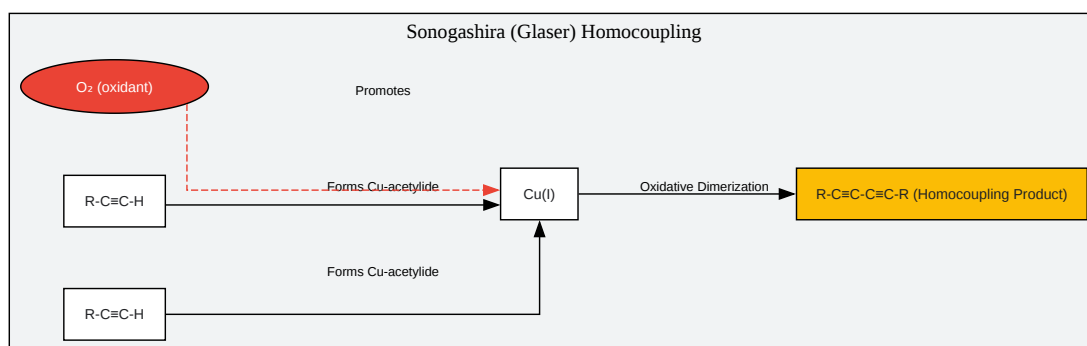 Sonogashira (Glaser) Homocoupling
O₂ (oxidant)
Promotes
R-C≡C-H
Forms Cu-acetylide
Cu(I)
Oxidative Dimerization
R-C≡C-C≡C-R (Homocoupling Product)
Forms Cu-acetylide
R-C≡C-H